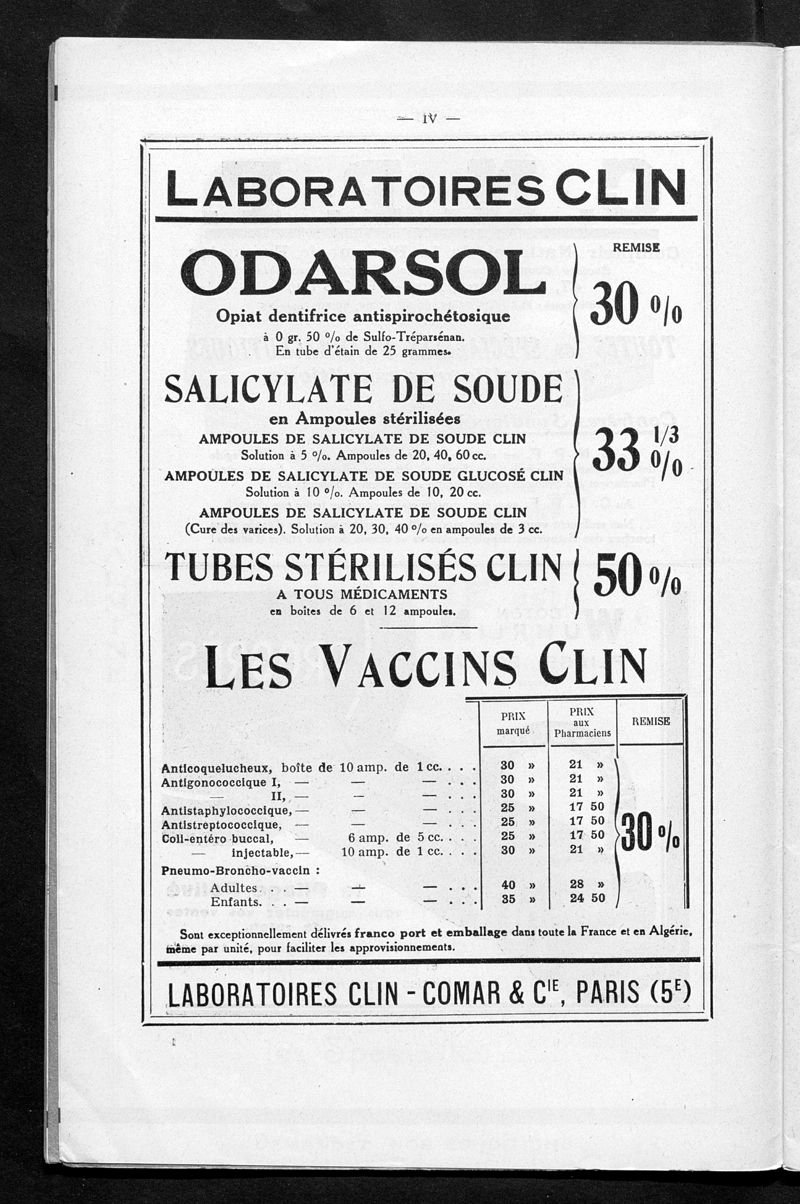 — IV —
LABORATOIRES CLIN
ODARSOL
Opiat dentifrice antispirochétosique
à 0 gr. 50 % de Sulfo-Tréparsénan.
En tube d'étain de 25 grammes.
REMISE
30 %
SALICYLATE DE SOUDE
en Ampoules stérilisées
AMPOULES DE SALICYLATE DE SOUDE CLIN
Solution à 5 %. Ampoules de 20, 40, 60 cc.
AMPOULES DE SALICYLATE DE SOUDE GLUCOSÉ CLIN
Solution à 10 %. Ampoules de 10, 20 cc.
AMPOULES DE SALICYLATE DE SOUDE CLIN
(Cure des varices). Solution à 20, 30, 40 % en ampoules de 3 cc.
33 1/3 %
TUBES STÉRILISÉS CLIN
A TOUS MÉDICAMENTS
en boîtes de 6 et 12 ampoules.
50 %
LES VACCINS CLIN
PRIX marqué
PRIX aux Pharmaciens
REMISE
Anticoquelucheux, boîte de 10 amp. de 1 cc. . . . 30 » 21 »
Antigonococcique I, — — — . . . 30 » 21 »
— II, — — — . . . 30 » 21 »
Antistaphylococcique, — — — . . . 25 » 17 50
Antistreptococcique, — — — . . . 25 » 17 50
Coli-entéro buccal, — 6 amp. de 5 cc. . . . 25 » 17 50
— injectable, — 10 amp. de 1 cc. . . . 30 » 21 »
Pneumo-Broncho-vaccin :
Adultes. . . — — — . . . 40 » 28 »
Enfants. . . — — — . . . 35 » 24 50
30 %
Sont exceptionnellement délivrés franco port et emballage dans toute la France et en Algérie,
même par unité, pour faciliter les approvisionnements.
LABORATOIRES CLIN - COMAR & CIE, PARIS (5E)